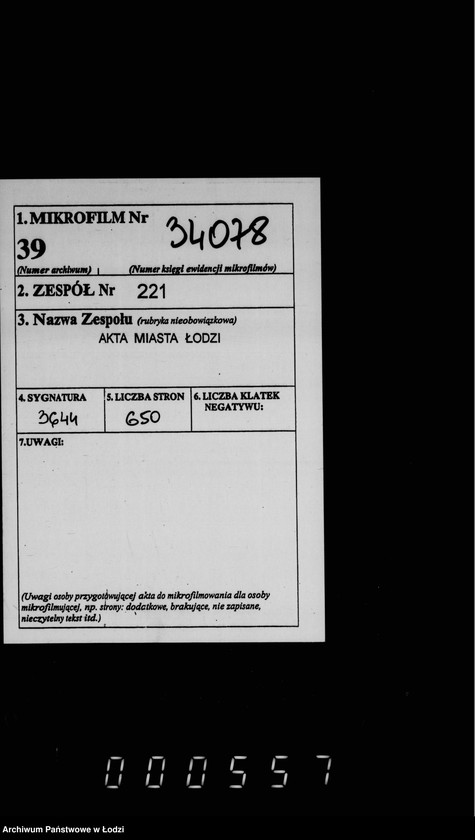 1. MIKROFILM Nr 34078
39
(Numer archiwum) (Numer księgi ewidencji mikrofilmów)
2. ZESPÓŁ Nr 221
3. Nazwa Zespołu (rubryka nieobowiązkowa)
AKTA MIASTA ŁODZI
4. SYGNATURA 5. LICZBA STRON 6. LICZBA KLATEK
NEGATYWU:
3644 650
7.UWAGI:
(Uwagi osoby przygotowującej akta do mikrofilmowania dla osoby
mikrofilmującej, np. strony: dodatkowe, brakujące, nie zapisane,
nieczytelny tekst itd.)
000557
Archiwum Państwowe w Łodzi